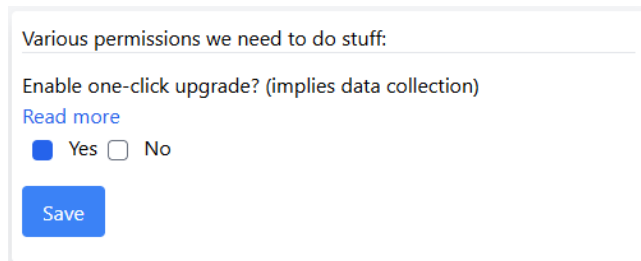 Various permissions we need to do stuff:
Enable one-click upgrade? (implies data collection)
Read more
Yes No
Save